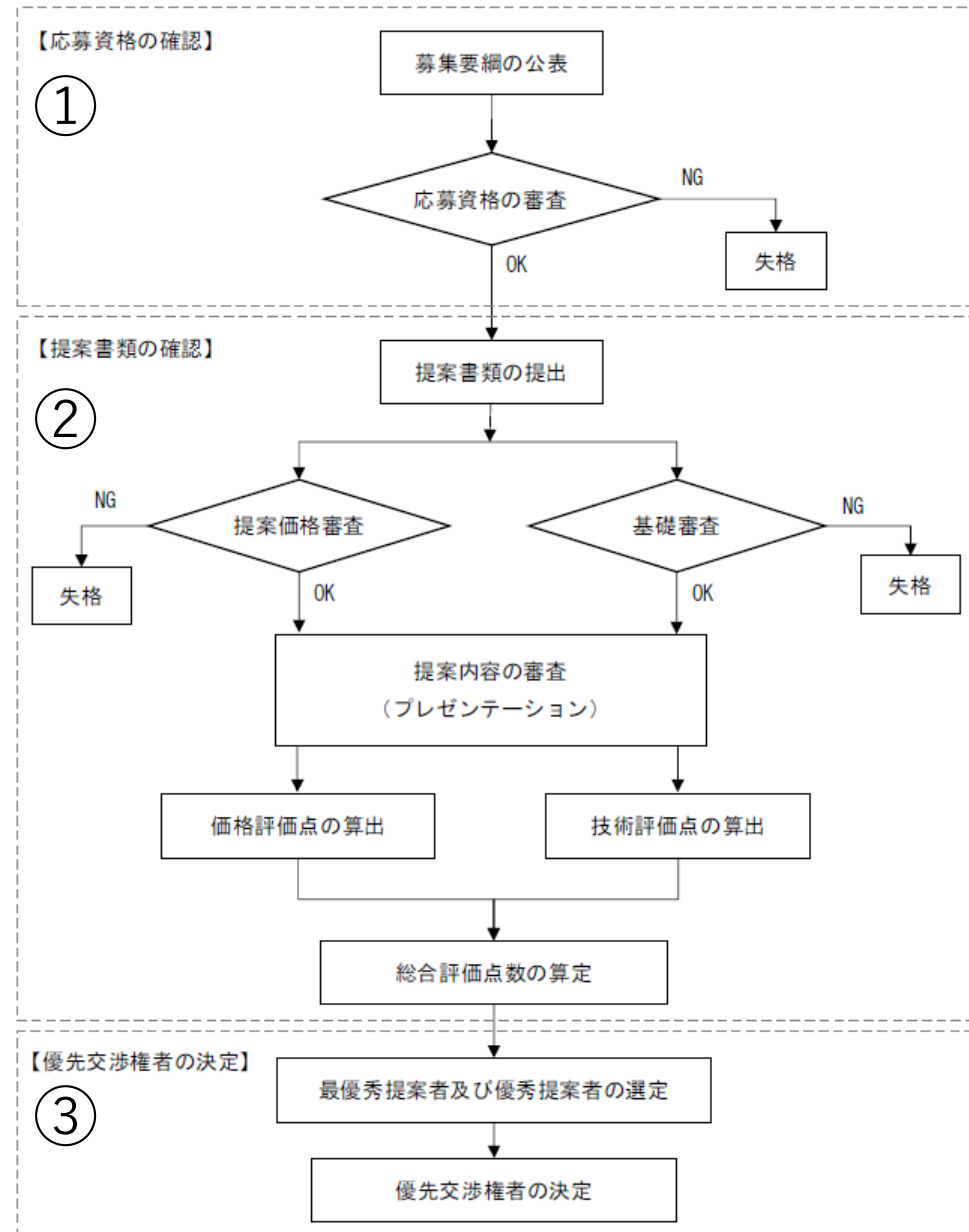 【応募資格の確認】
①
募集要綱の公表
応募資格の審査
NG
失格
OK
【提案書類の確認】
②
提案書類の提出
NG
提案価格審査
基礎審査
NG
失格
OK
OK
失格
提案内容の審査
（プレゼンテーション）
価格評価点の算出
技術評価点の算出
総合評価点数の算定
【優先交渉権者の決定】
③
最優秀提案者及び優秀提案者の選定
優先交渉権者の決定